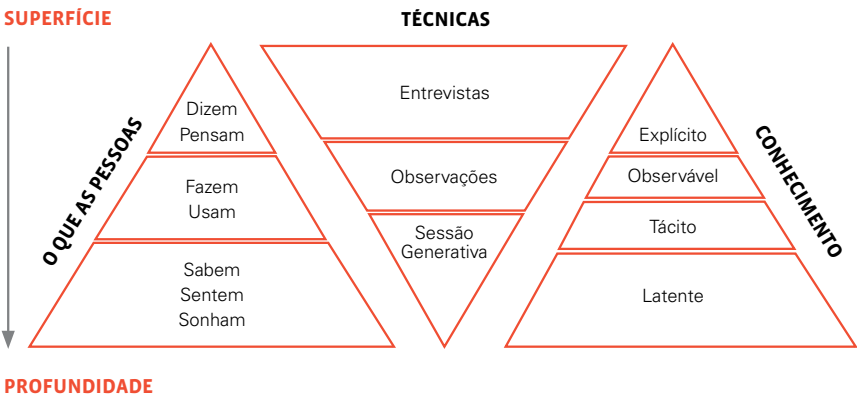 SUPERFÍCIE
TÉCNICAS
O QUE AS PESSOAS
Dizem
Pensam
Fazem
Usam
Sabem
Sentem
Sonham
Entrevistas
Observações
Sessão
Generativa
Explícito
Observável
Tácito
Latente
CONHECIMENTO
PROFUNDIDADE